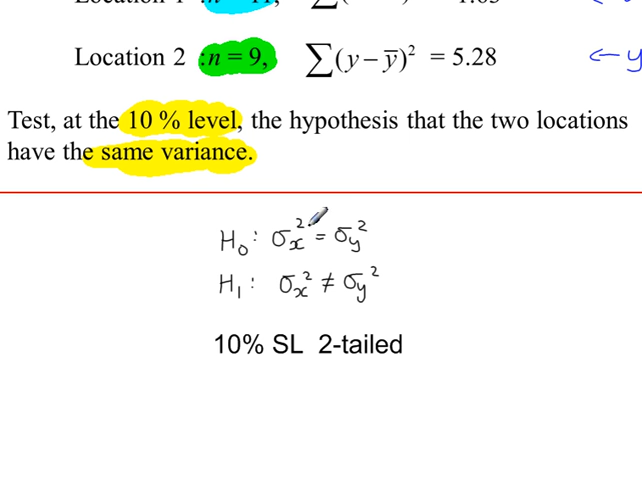 Location 2 : n = 9, ∑(y − ȳ)² = 5.28 ← y
Test, at the 10 % level, the hypothesis that the two locations
have the same variance.
H₀ : σₓ² = σᵧ²
H₁ : σₓ² ≠ σᵧ²
10% SL 2-tailed